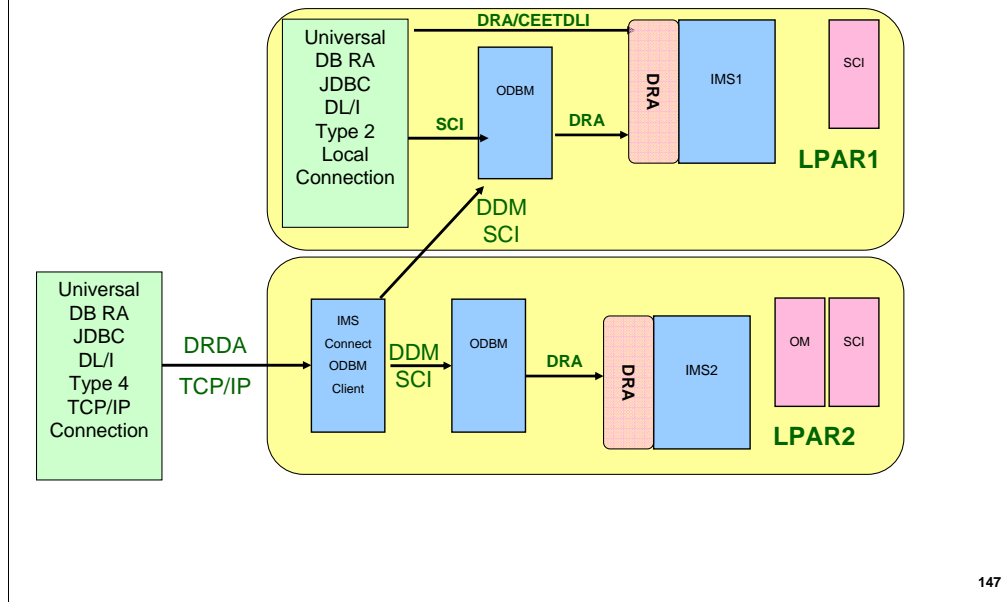 DRA/CEETDLI
Universal
DB RA
JDBC
DL/I
Type 2
Local
Connection
SCI
ODBM
DRA
DRA
IMS1
SCI
LPAR1
DDM
SCI
Universal
DB RA
JDBC
DL/I
Type 4
TCP/IP
Connection
DRDA
TCP/IP
IMS
Connect
ODBM
Client
DDM
SCI
ODBM
DRA
DRA
IMS2
OM
SCI
LPAR2
147